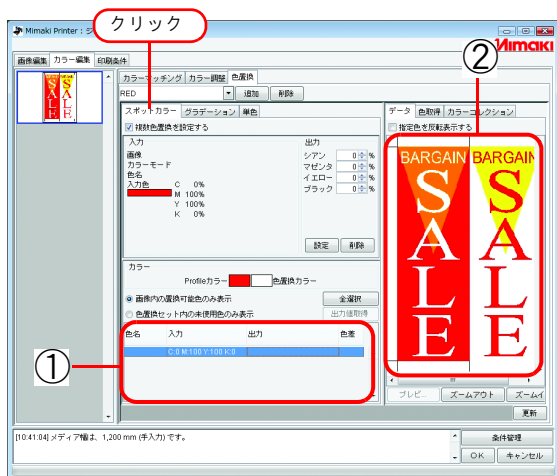 クリック
Mimaki Printer : ジ
Mimaki
②
画像編集 カラー編集 印刷条件
カラーマッチング カラー調整 色置換
RED 追加 削除
スポットカラー グラデーション 単色
複数色置換を設定する
入力 出力
画像 シアン 0 %
カラーモード マゼンタ 0 %
色名 イエロー 0 %
入力色 C 0% ブラック 0 %
M 100%
Y 100%
K 0%
設定 削除
カラー
Profileカラー 色置換カラー
画像内の置換可能色のみ表示 全選択
色置換セット内の未使用色のみ表示 出力値取得
色名 入力 出力 色差
C:0 M:100 Y:100 K:0
①
データ 色取得 カラーコレクション
指定色を反転表示する
BARGAIN BARGAIN
SALE SALE
プレビ... ズームアウト ズームイ
更新
[10:41:04] メディア幅は、1,200 mm (手入力) です。
条件管理
OK キャンセル
SALE SALE